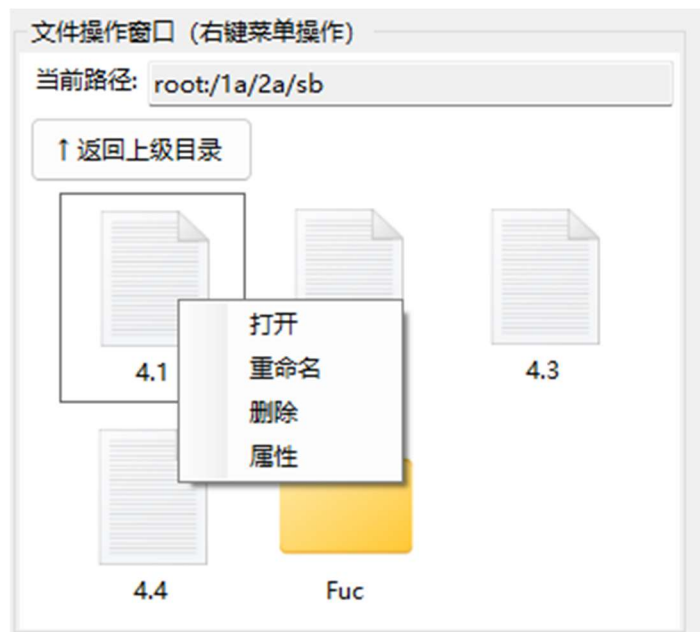 文件操作窗口（右键菜单操作）
当前路径: root:/1a/2a/sb
↑返回上级目录
4.1
4.3
打开
重命名
删除
属性
4.4
Fuc